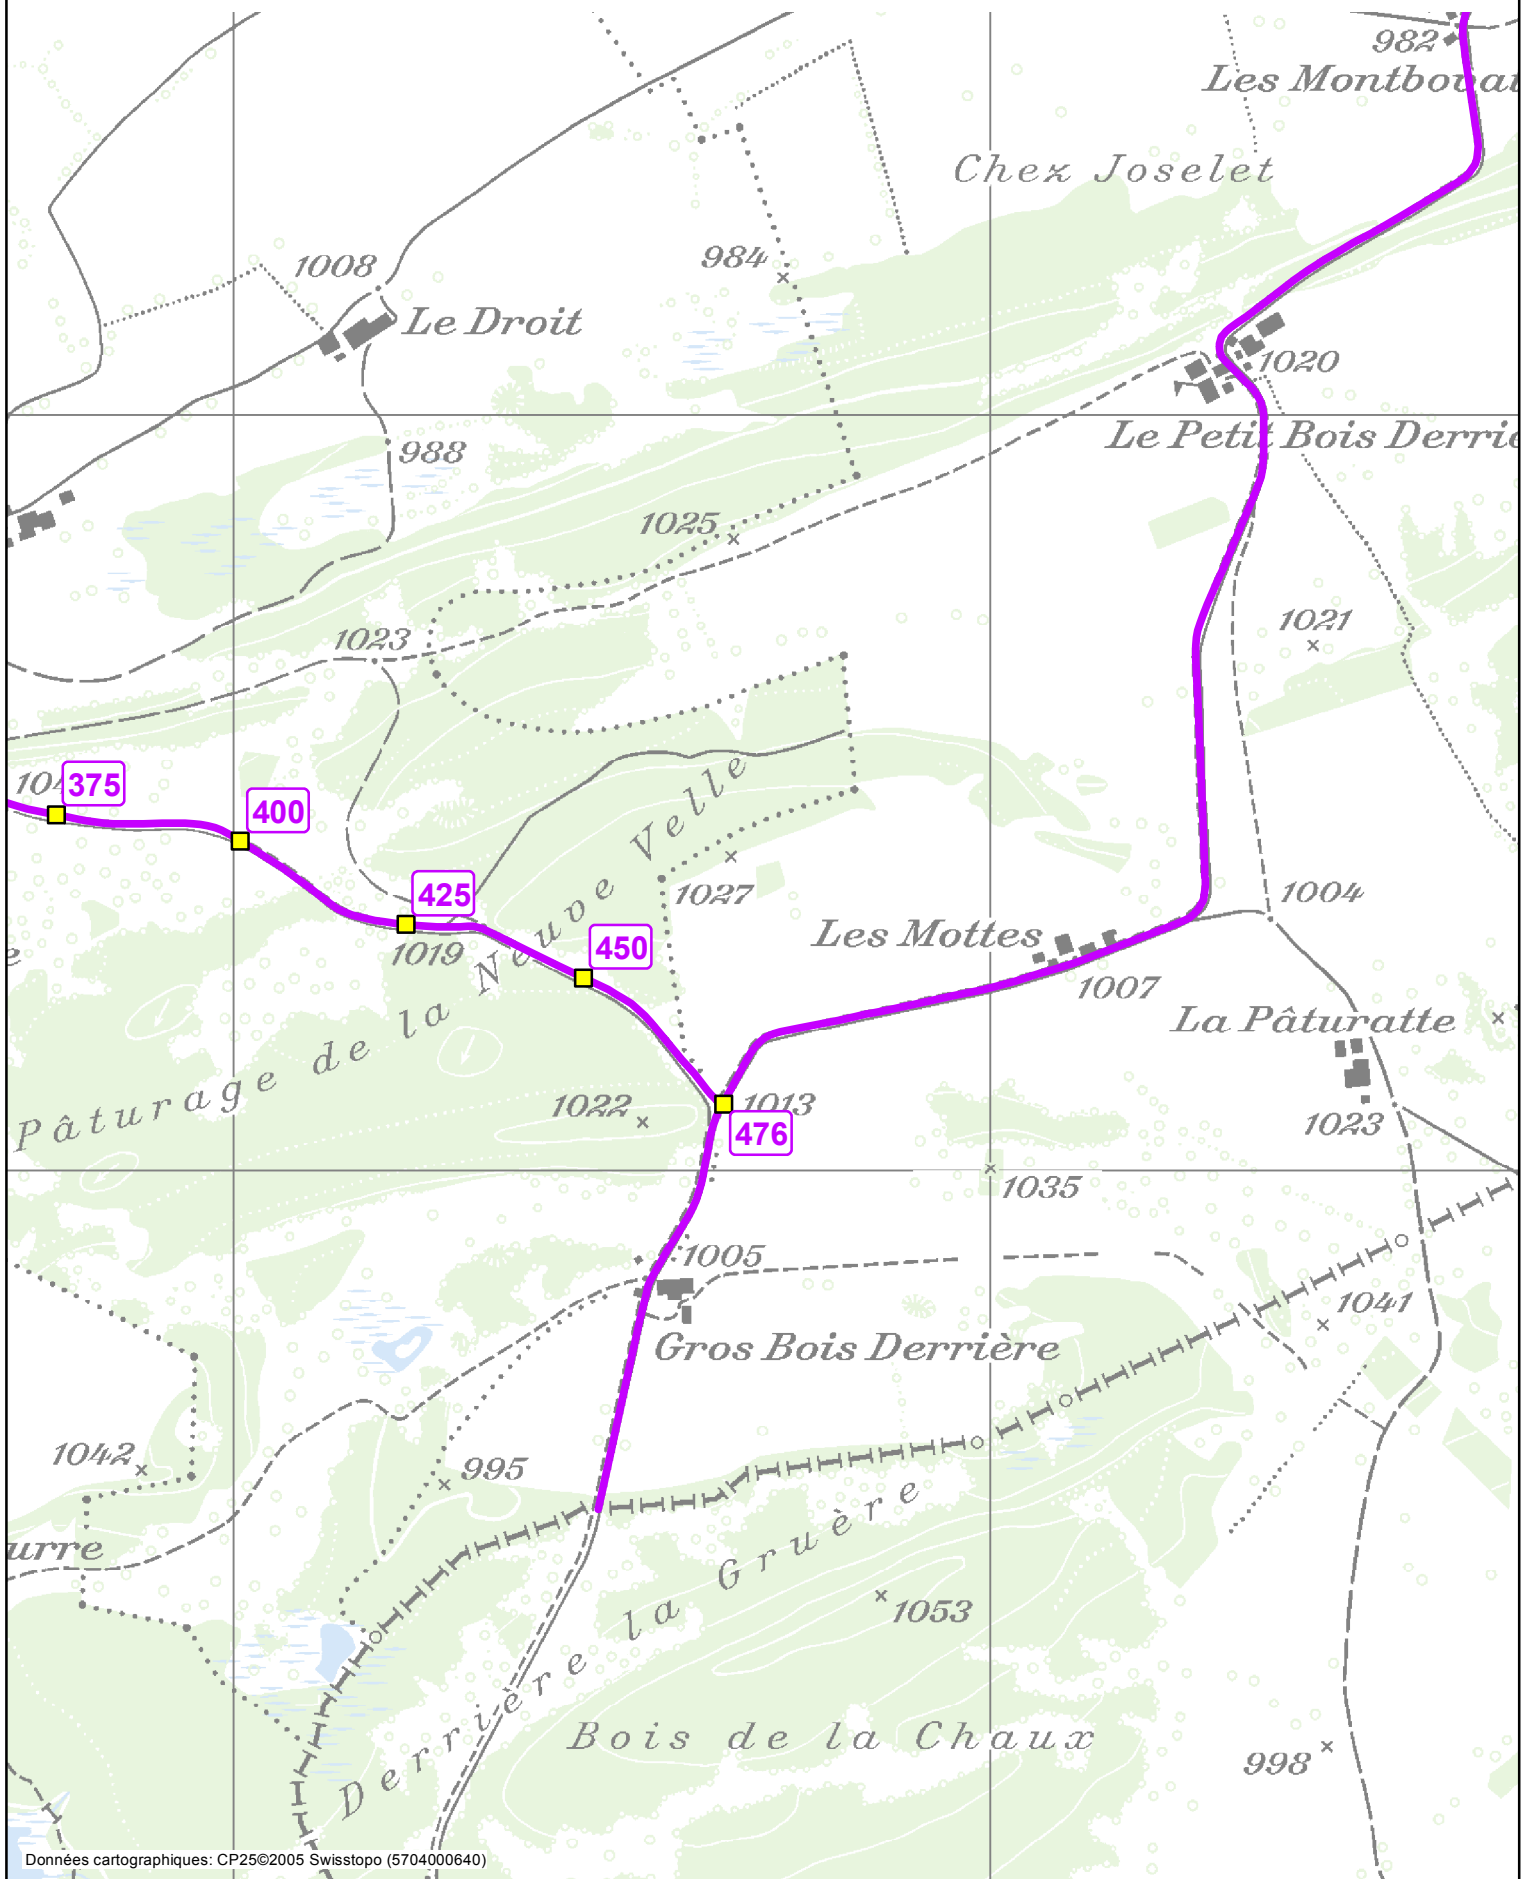 982
Les Montbovai
Chez Joselet
984
1008
Le Droit
1020
Le Petit Bois Derriè
988
1025
1021
1023
375
400
Pâturage de la Neuve Velle
425
1027
1004
Les Mottes
1019
450
1007
La Pâturatte
1022
1013
476
1023
1035
1005
1041
Gros Bois Derrière
1042
995
urre
Derrière la Gruère
1053
Bois de la Chaux
998
Données cartographiques: CP25©2005 Swisstopo (5704000640)